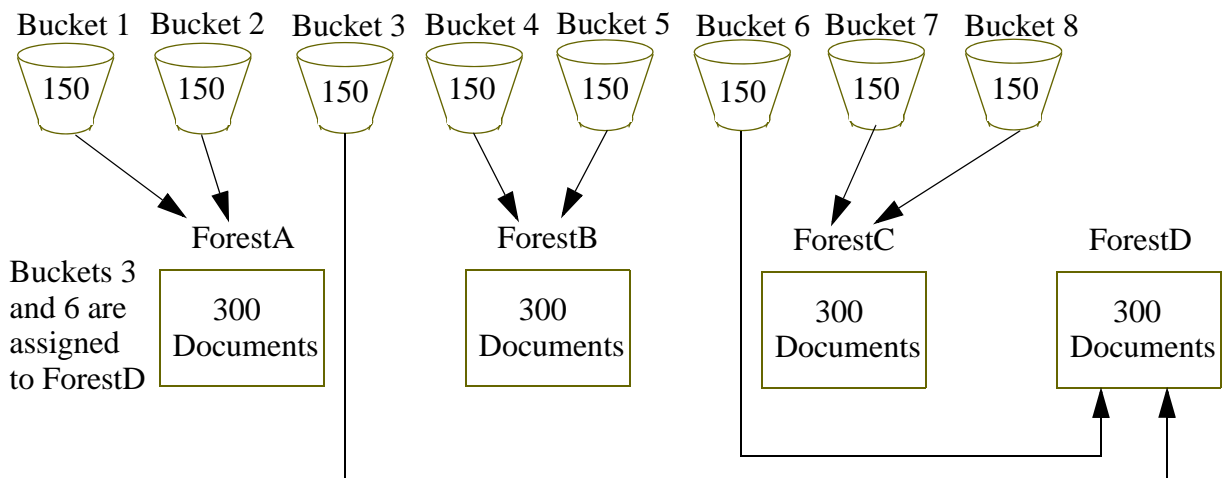 Bucket 1 Bucket 2 Bucket 3 Bucket 4 Bucket 5 Bucket 6 Bucket 7 Bucket 8
150 150 150 150 150 150 150 150
ForestA ForestB ForestC ForestD
Buckets 3
and 6 are
assigned
to ForestD
300 300 300 300
Documents Documents Documents Documents